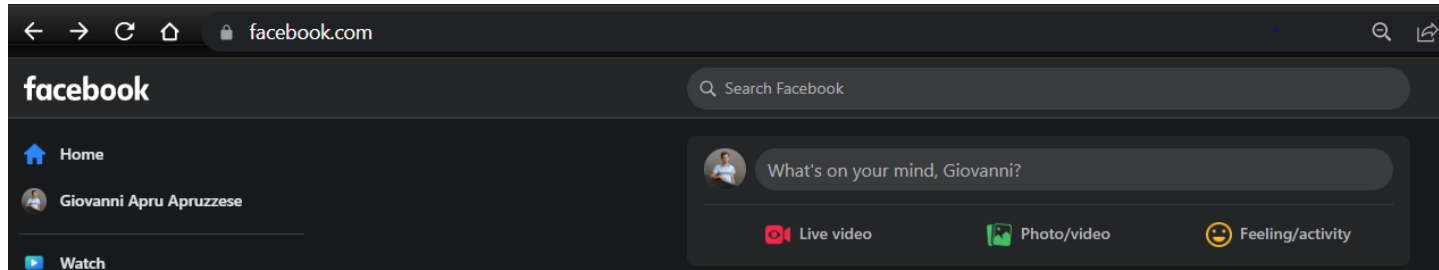 facebook.com
facebook
Search Facebook
Home
What's on your mind, Giovanni?
Giovanni Apru Apruzzese
Live video
Photo/video
Feeling/activity
Watch